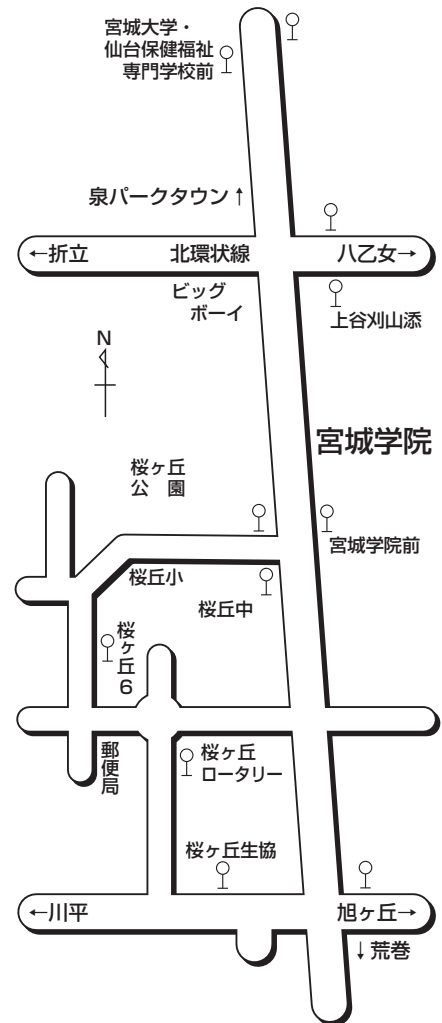 宮城大学・
仙台保健福祉
専門学校前
泉パークタウン↑
←折立
北環状線
八乙女→
ビッグ
ボーイ
上谷刈山添
N
宮城学院
桜ヶ丘
公　園
宮城学院前
桜丘小
桜丘中
桜ヶ丘6
郵便局
桜ヶ丘
ロータリー
桜ヶ丘生協
←川平
旭ヶ丘→
↓荒巻